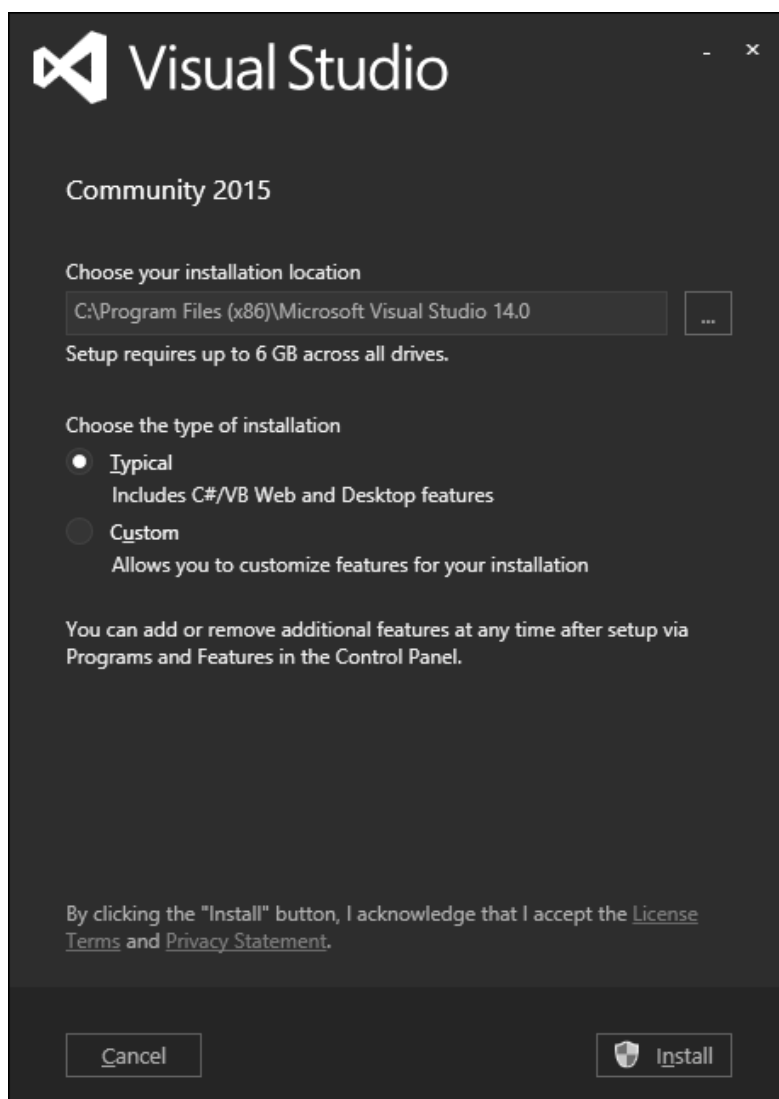 Visual Studio
Community 2015
Choose your installation location
C:\Program Files (x86)\Microsoft Visual Studio 14.0
...
Setup requires up to 6 GB across all drives.
Choose the type of installation
Typical
Includes C#/VB Web and Desktop features
Custom
Allows you to customize features for your installation
You can add or remove additional features at any time after setup via
Programs and Features in the Control Panel.
By clicking the "Install" button, I acknowledge that I accept the License
Terms and Privacy Statement.
Cancel
Install